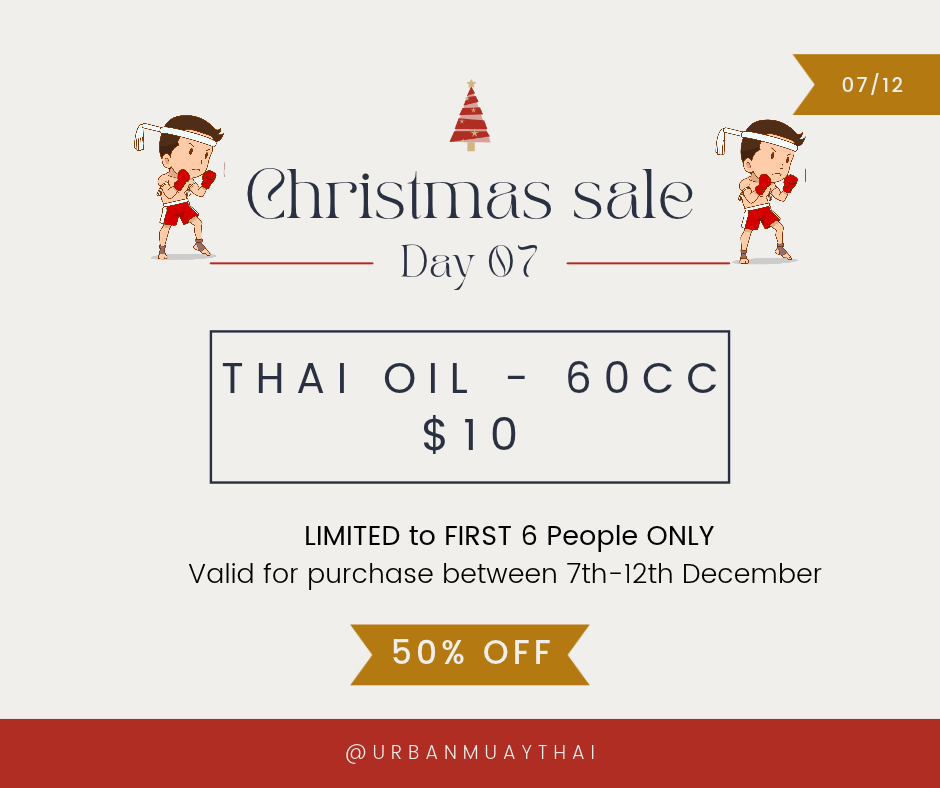 07/12
Christmas sale
Day 07
THAI OIL - 60CC
$10
LIMITED to FIRST 6 People ONLY
Valid for purchase between 7th-12th December
50% OFF
@URBANMUAYTHAI